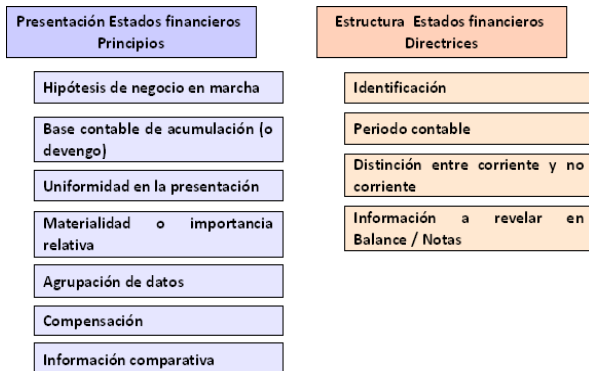 Presentación Estados financieros
Principios
Hipótesis de negocio en marcha
Base contable de acumulación (o
devengo)
Uniformidad en la presentación
Materialidad o importancia
relativa
Agrupación de datos
Compensación
Información comparativa
Estructura Estados financieros
Directrices
Identificación
Periodo contable
Distinción entre corriente y no
corriente
Información a revelar en
Balance / Notas